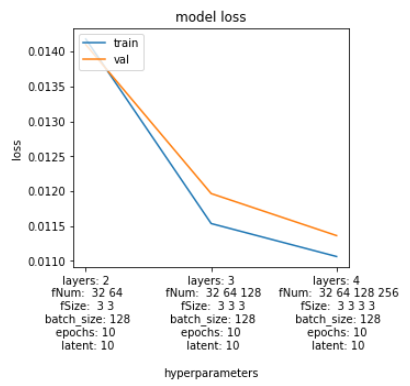 model loss
train
val
loss
0.0140
0.0135
0.0130
0.0125
0.0120
0.0115
0.0110
layers: 2
fNum: 32 64
fSize: 3 3
batch_size: 128
epochs: 10
latent: 10
layers: 3
fNum: 32 64 128
fSize: 3 3 3
batch_size: 128
epochs: 10
latent: 10
layers: 4
fNum: 32 64 128 256
fSize: 3 3 3 3
batch_size: 128
epochs: 10
latent: 10
hyperparameters